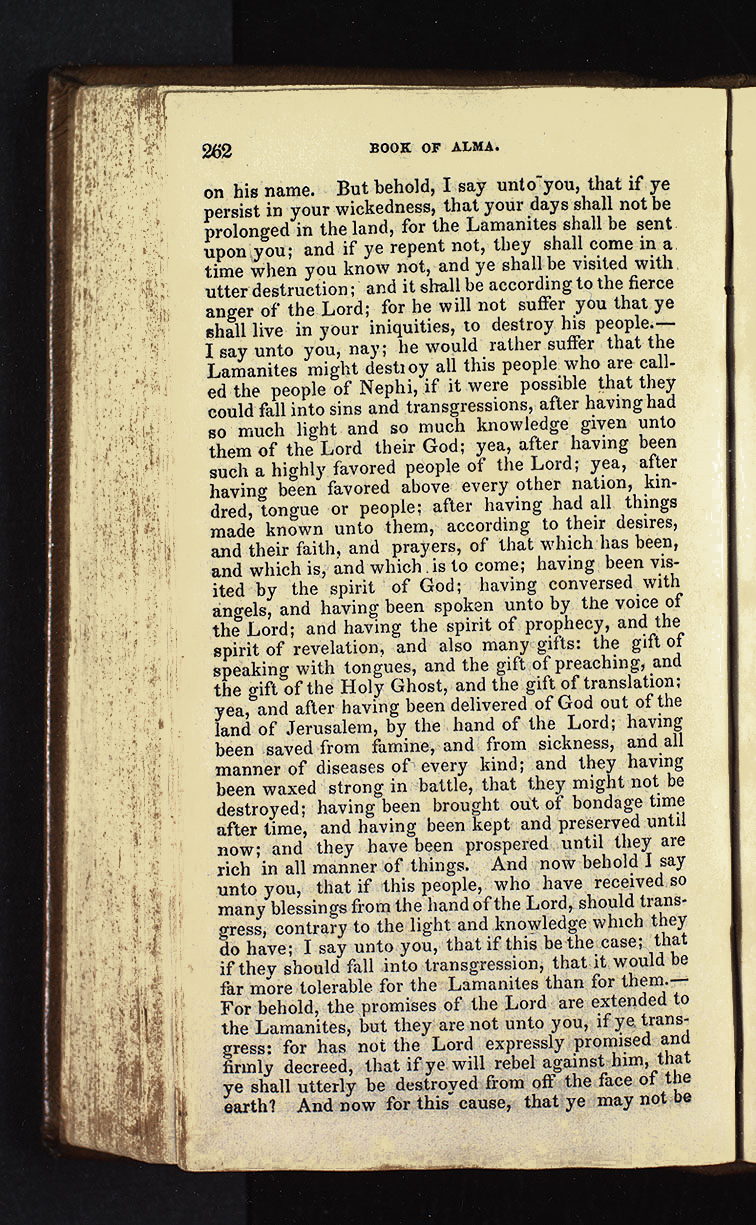 262 BOOK OF ALMA.
on his name. But behold, I say unto you, that if ye
persist in your wickedness, that your days shall not be
prolonged in the land, for the Lamanites shall be sent
upon you; and if ye repent not, they shall come in a
time when you know not, and ye shall be visited with
utter destruction; and it shall be according to the fierce
anger of the Lord; for he will not suffer you that ye
shall live in your iniquities, to destroy his people.—
I say unto you, nay; he would rather suffer that the
Lamanites might destroy all this people who are call-
ed the people of Nephi, if it were possible that they
could fall into sins and transgressions, after having had
so much light and so much knowledge given unto
them of the Lord their God; yea, after having been
such a highly favored people of the Lord; yea, after
having been favored above every other nation, kin-
dred, tongue or people; after having had all things
made known unto them, according to their desires,
and their faith, and prayers, of that which has been,
and which is, and which is to come; having been vis-
ited by the spirit of God; having conversed with
angels, and having been spoken unto by the voice of
the Lord; and having the spirit of prophecy, and the
spirit of revelation, and also many gifts: the gift of
speaking with tongues, and the gift of preaching, and
the gift of the Holy Ghost, and the gift of translation;
yea, and after having been delivered of God out of the
land of Jerusalem, by the hand of the Lord; having
been saved from famine, and from sickness, and all
manner of diseases of every kind; and they having
been waxed strong in battle, that they might not be
destroyed; having been brought out of bondage time
after time, and having been kept and preserved until
now; and they have been prospered until they are
rich in all manner of things. And now behold I say
unto you, that if this people, who have received so
many blessings from the hand of the Lord, should trans-
gress, contrary to the light and knowledge which they
do have; I say unto you, that if this be the case; that
if they should fall into transgression, that it would be
far more tolerable for the Lamanites than for them.—
For behold, the promises of the Lord are extended to
the Lamanites, but they are not unto you, if ye trans-
gress: for has not the Lord expressly promised and
firmly decreed, that if ye will rebel against him, that
ye shall utterly be destroyed from off the face of the
earth? And now for this cause, that ye may not be